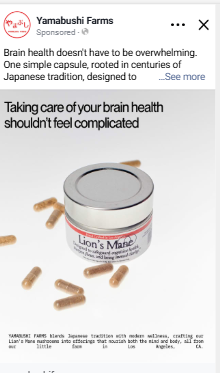 やまぶし
Yamabushi Farms
Sponsored ·
Brain health doesn't have to be overwhelming.
One simple capsule, rooted in centuries of
Japanese tradition, designed to ...See more
Taking care of your brain health
shouldn't feel complicated
Lion's Mane
YAMABUSHI FARMS blends Japanese tradition with modern wellness, crafting our
Lion's Mane mushrooms into offerings that nourish both the mind and body, all from
our little farm in Los Angeles, CA.